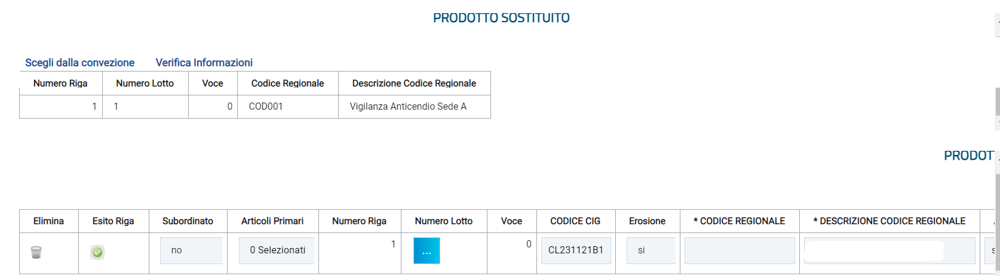 PRODOTTO SOSTITUITO
Scegli dalla convezione Verifica Informazioni
Numero Riga Numero Lotto Voce Codice Regionale Descrizione Codice Regionale
1 1 0 COD001 Vigilanza Anticendio Sede A
PRODOT
Elimina Esito Riga Subordinato Articoli Primari Numero Riga Numero Lotto Voce CODICE CIG Erosione * CODICE REGIONALE * DESCRIZIONE CODICE REGIONALE
no 0 Selezionati 1 ... 0 CL231121B1 si s